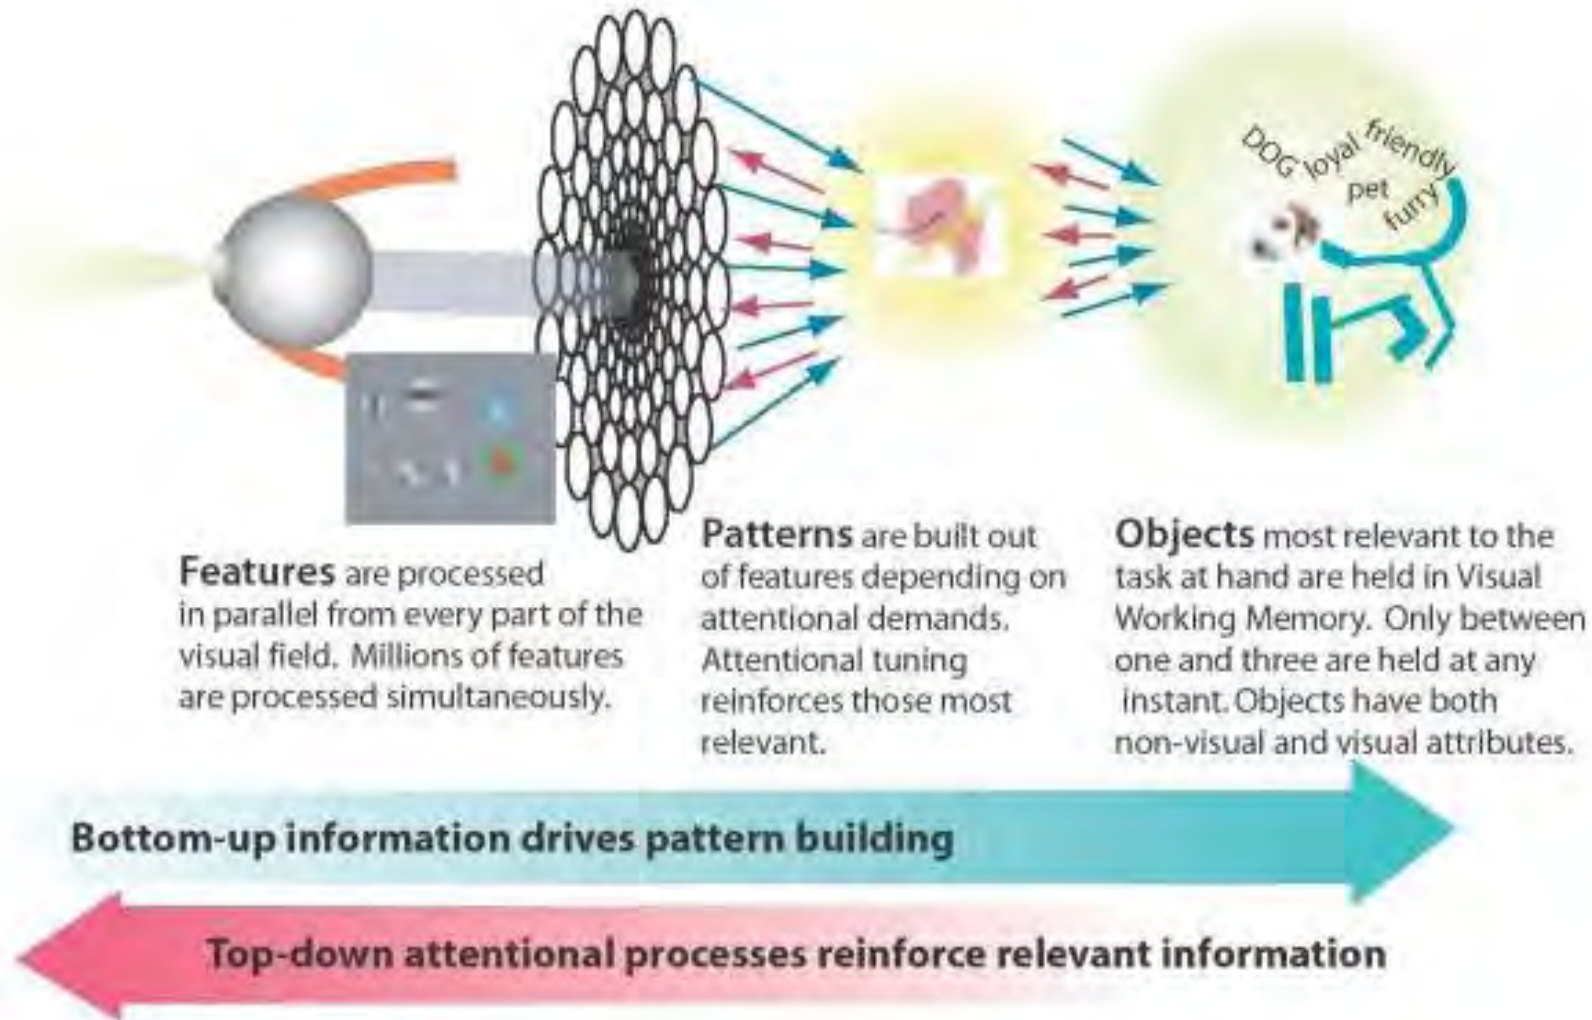 DOG loyal friendly
pet
furry
Features are processed
in parallel from every part of the
visual field. Millions of features
are processed simultaneously.
Patterns are built out
of features depending on
attentional demands.
Attentional tuning
reinforces those most
relevant.
Objects most relevant to the
task at hand are held in Visual
Working Memory. Only between
one and three are held at any
instant. Objects have both
non-visual and visual attributes.
Bottom-up information drives pattern building
Top-down attentional processes reinforce relevant information